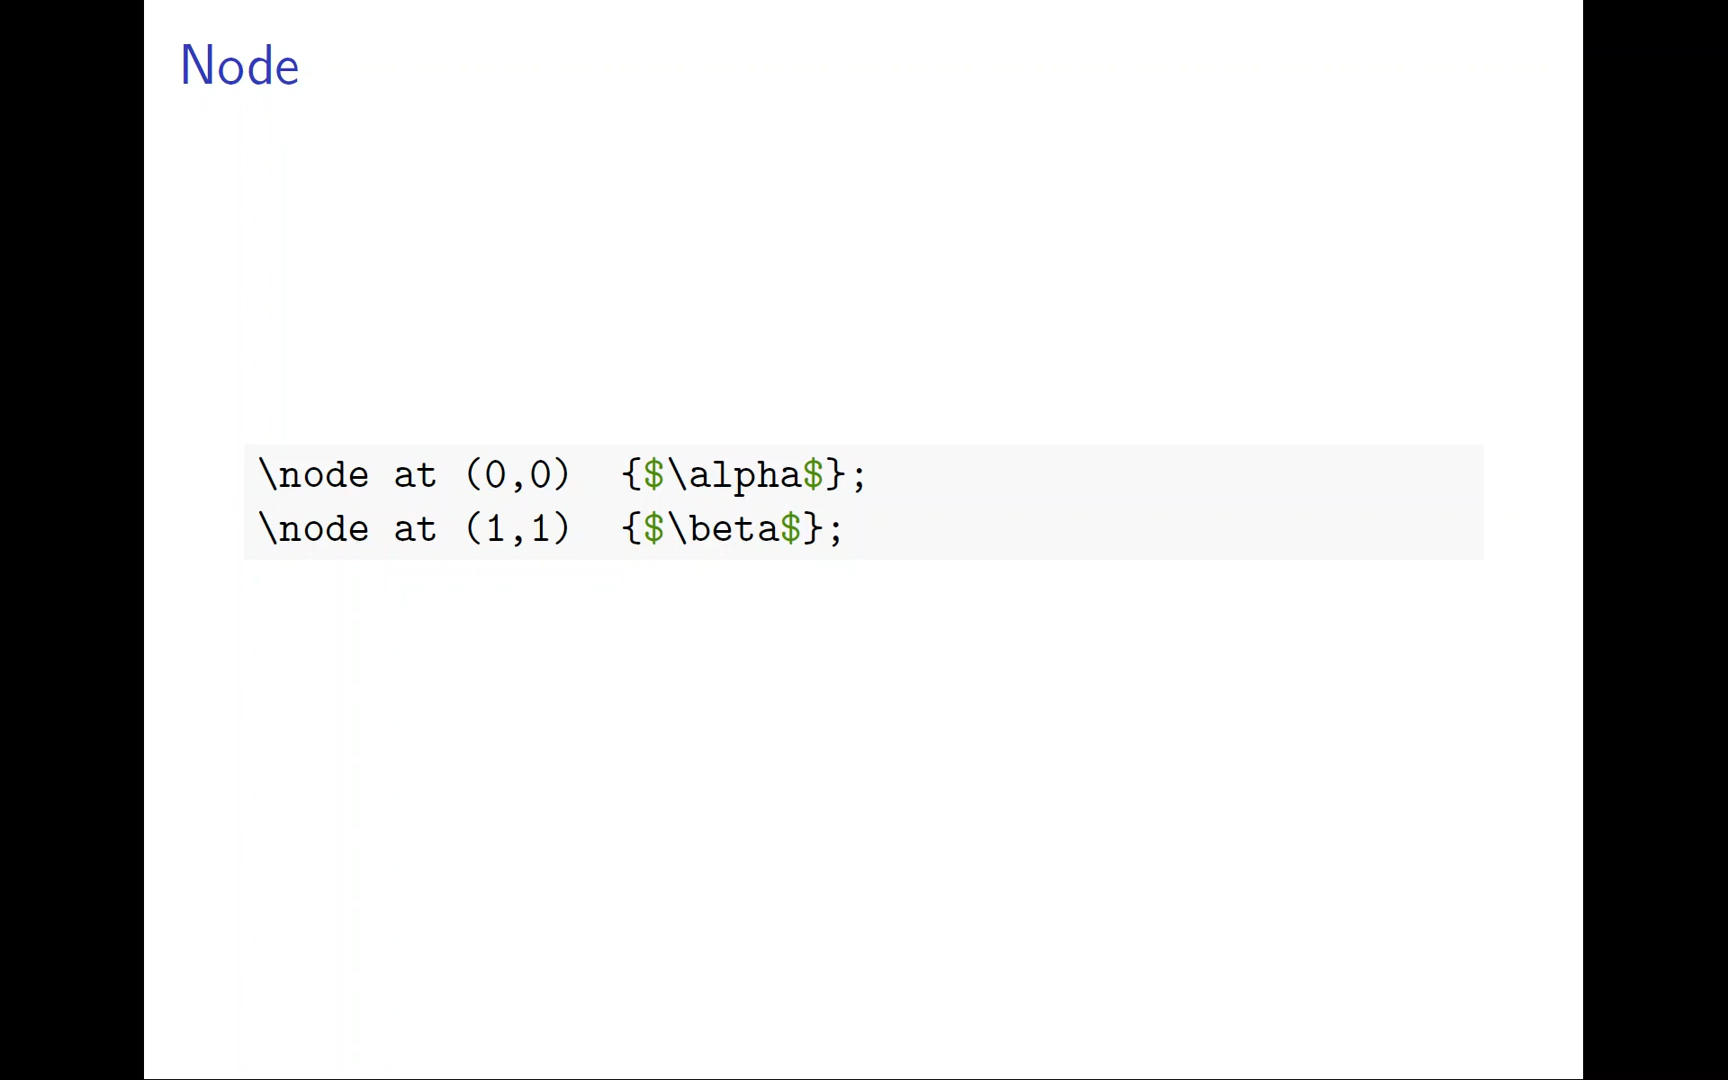 Node
\node at (0,0)  {$\alpha$};
\node at (1,1)  {$\beta$};